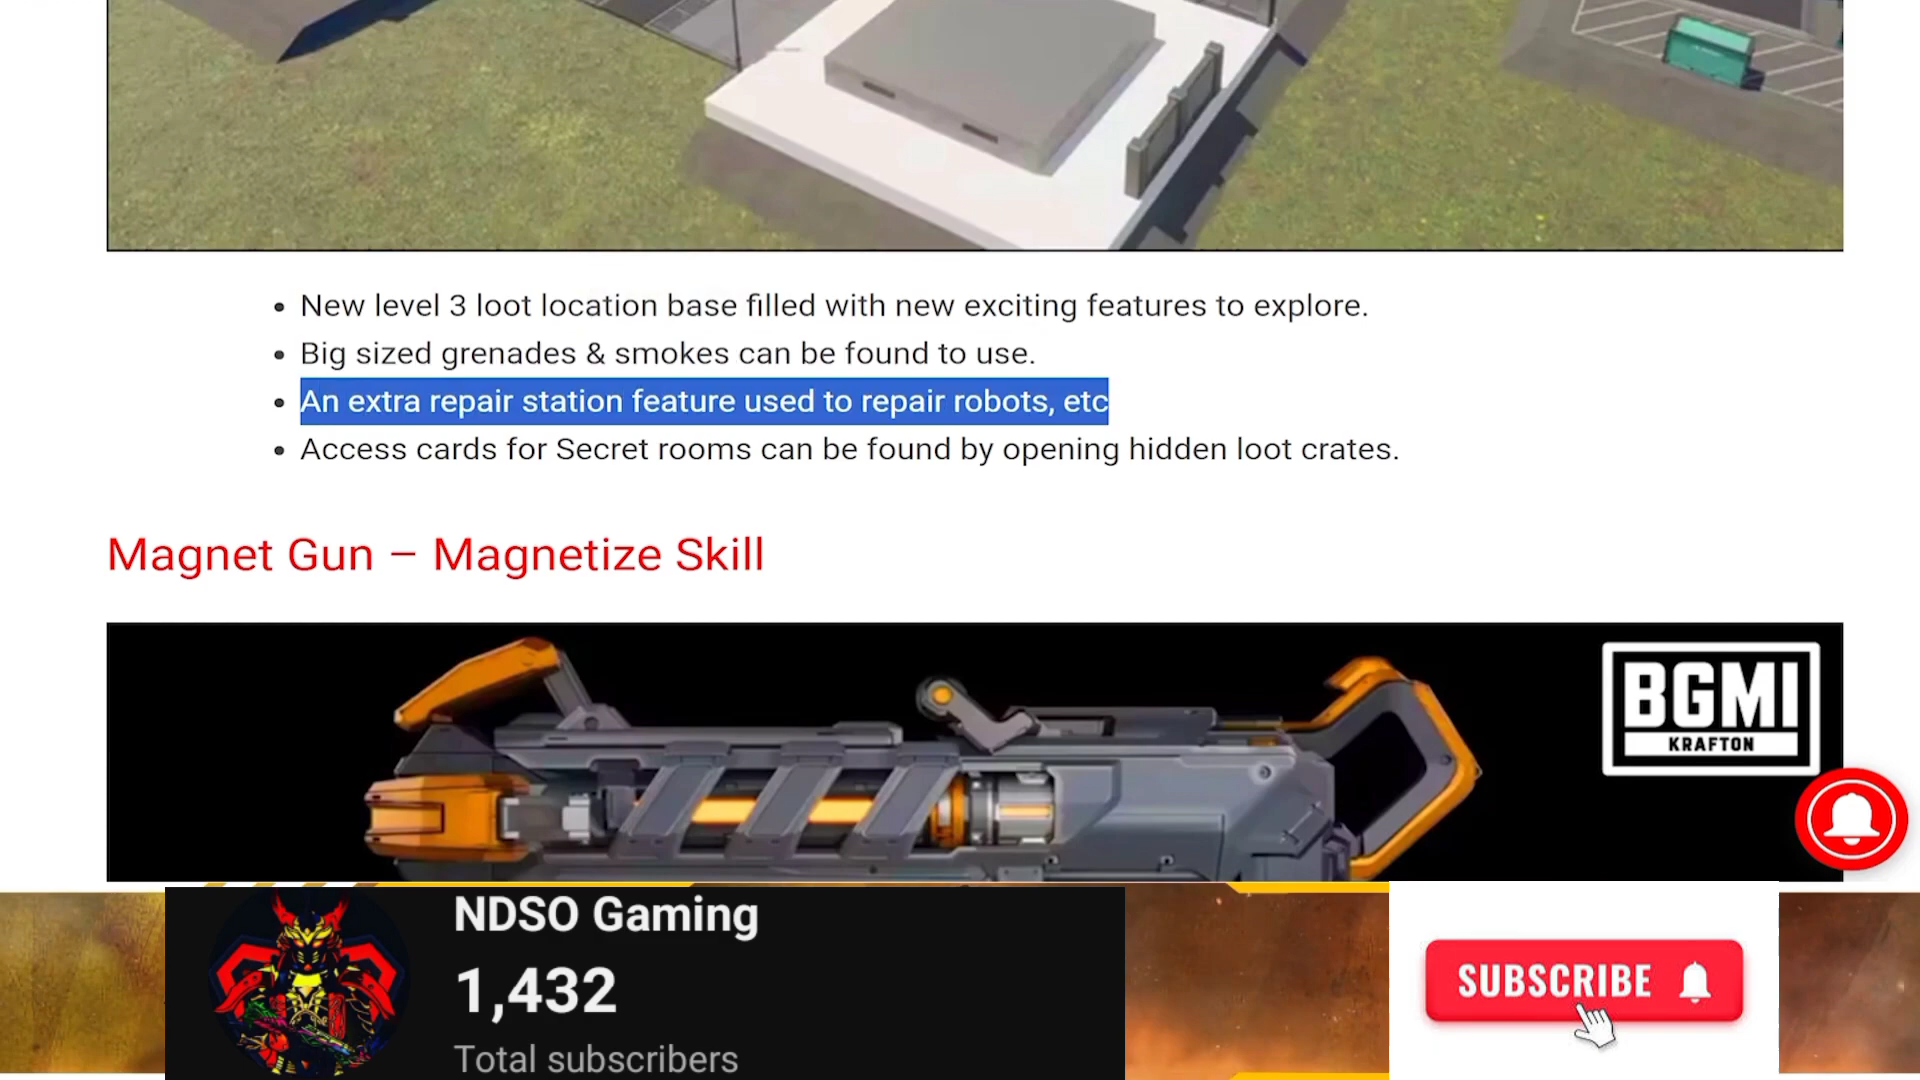 New level 3 loot location base filled with new exciting features to explore.
Big sized grenades & smokes can be found to use.
An extra repair station feature used to repair robots, etc
Access cards for Secret rooms can be found by opening hidden loot crates.
Magnet Gun – Magnetize Skill
BGMI
KRAFTON
NDSO Gaming
1,432
Total subscribers
SUBSCRIBE